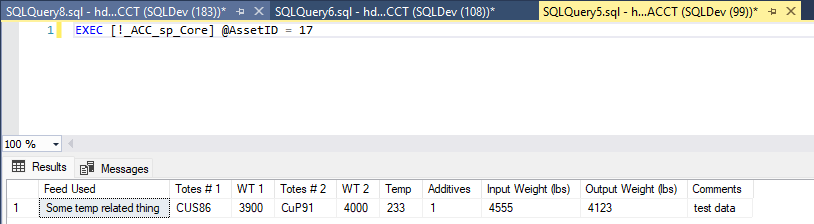 SQLQuery8.sql - hd...CCT (SQLDev (183))* SQLQuery6.sql - hd...CCT (SQLDev (108))* SQLQuery5.sql - h...ACCT (SQLDev (99))*
1 EXEC [!_ACC_sp_Core] @AssetID = 17
100 %
Results Messages
Feed Used Totes # 1 WT 1 Totes # 2 WT 2 Temp Additives Input Weight (lbs) Output Weight (lbs) Comments
1 Some temp related thing CUS86 3900 CuP91 4000 233 1 4555 4123 test data